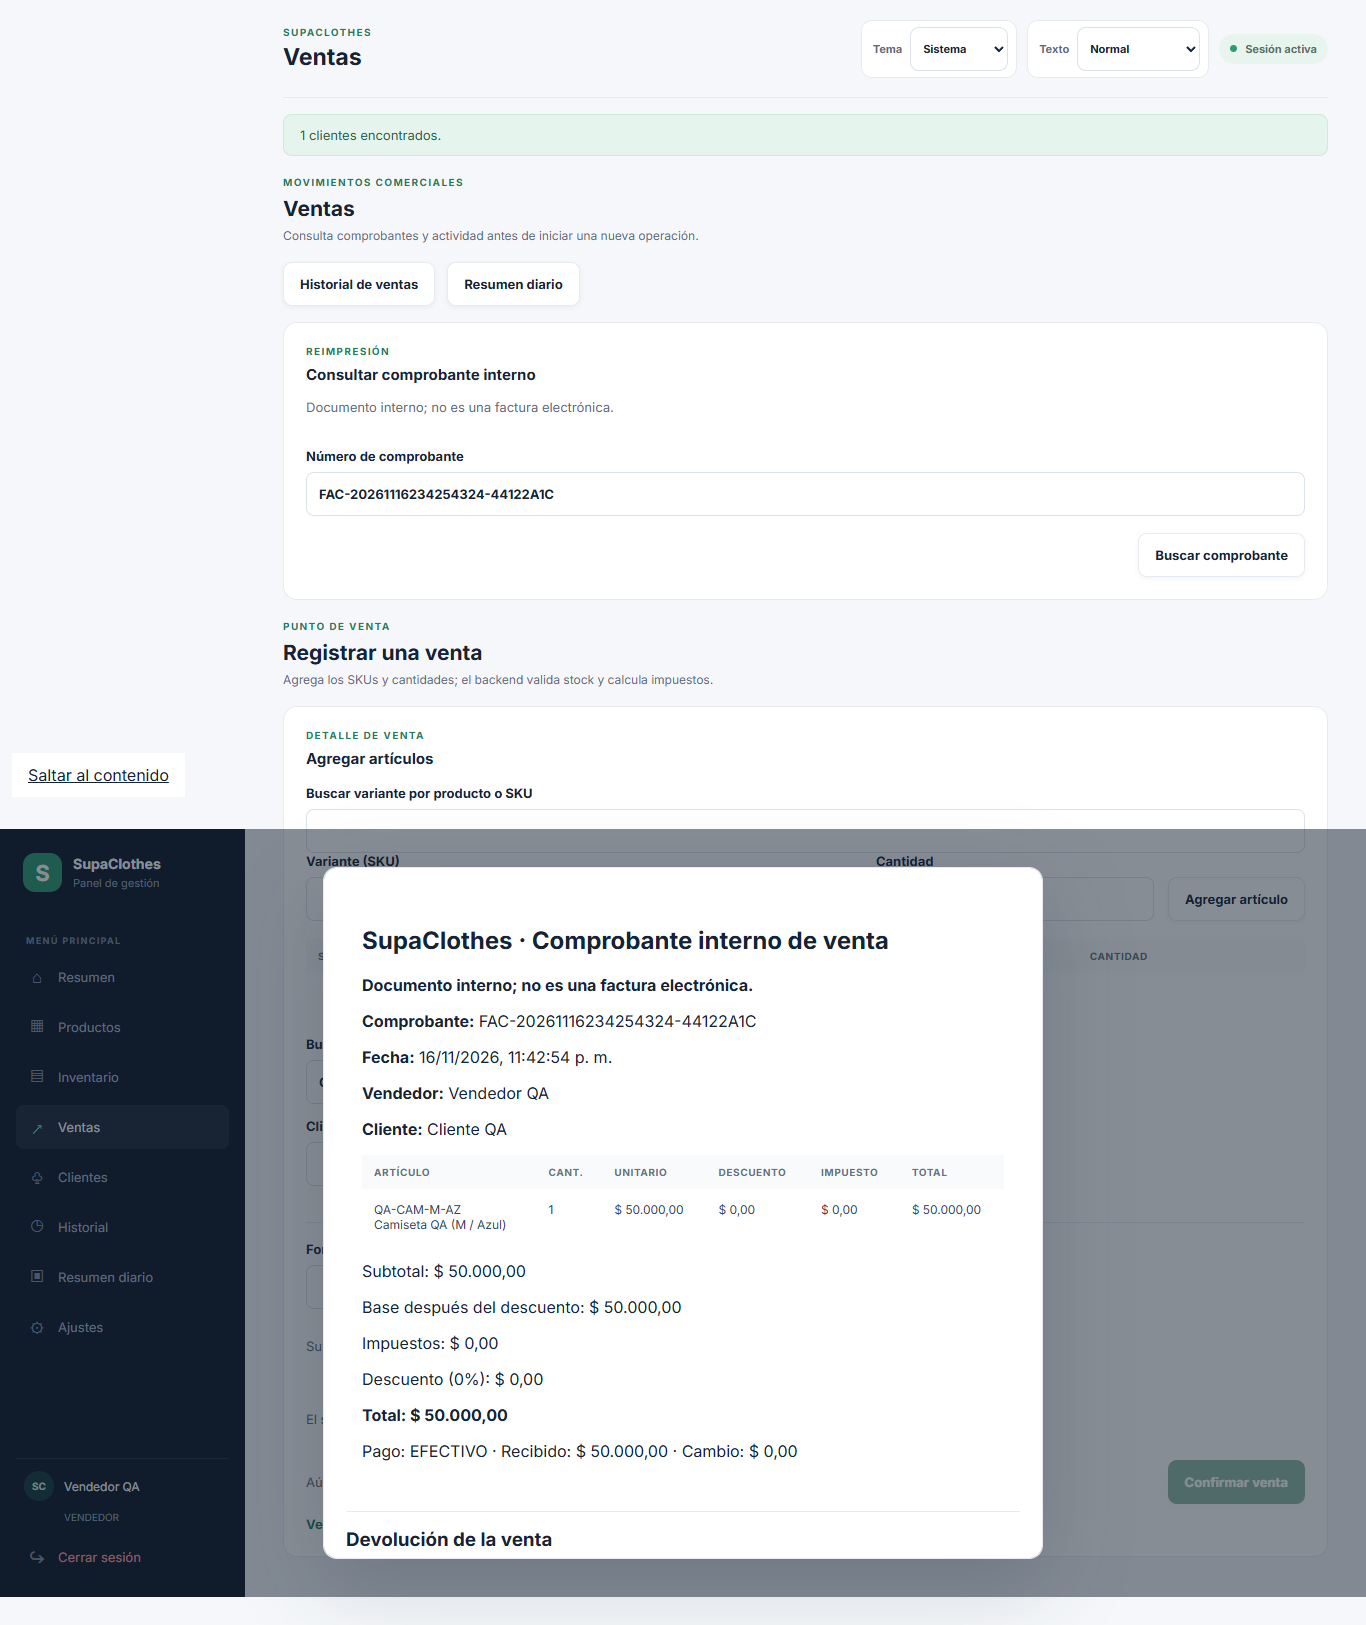 SUPACLOTHES
Ventas
Tema
Sistema
Texto
Normal
Sesión activa
1 clientes encontrados.
MOVIMIENTOS COMERCIALES
Ventas
Consulta comprobantes y actividad antes de iniciar una nueva operación.
Historial de ventas
Resumen diario
REIMPRESIÓN
Consultar comprobante interno
Documento interno; no es una factura electrónica.
Número de comprobante
FAC-20261116234254324-44122A1C
Buscar comprobante
PUNTO DE VENTA
Registrar una venta
Agrega los SKUs y cantidades; el backend valida stock y calcula impuestos.
DETALLE DE VENTA
Agregar artículos
Buscar variante por producto o SKU
Saltar al contenido
Variante (SKU)
Cantidad
Agregar artículo
CANTIDAD
Confirmar venta
S
SupaClothes
Panel de gestión
MENÚ PRINCIPAL
Resumen
Productos
Inventario
Ventas
Clientes
Historial
Resumen diario
Ajustes
SC
Vendedor QA
VENDEDOR
Cerrar sesión
SupaClothes · Comprobante interno de venta
Documento interno; no es una factura electrónica.
Comprobante: FAC-20261116234254324-44122A1C
Fecha: 16/11/2026, 11:42:54 p. m.
Vendedor: Vendedor QA
Cliente: Cliente QA
ARTÍCULO CANT. UNITARIO DESCUENTO IMPUESTO TOTAL
QA-CAM-M-AZ 1 $ 50.000,00 $ 0,00 $ 0,00 $ 50.000,00
Camiseta QA (M / Azul)
Subtotal: $ 50.000,00
Base después del descuento: $ 50.000,00
Impuestos: $ 0,00
Descuento (0%): $ 0,00
Total: $ 50.000,00
Pago: EFECTIVO · Recibido: $ 50.000,00 · Cambio: $ 0,00
Devolución de la venta